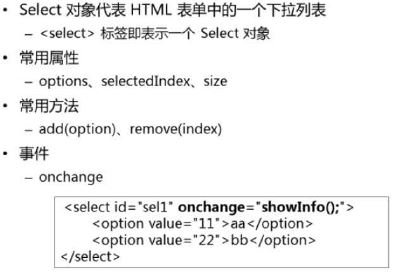 • Select 对象代表 HTML 表单中的一个下拉列表
– <select> 标签即表示一个 Select 对象
• 常用属性
– options、selectedIndex、size
• 常用方法
– add(option)、remove(index)
• 事件
– onchange
<select id="sel1" onchange="showInfo();">
<option value="11">aa</option>
<option value="22">bb</option>
</select>